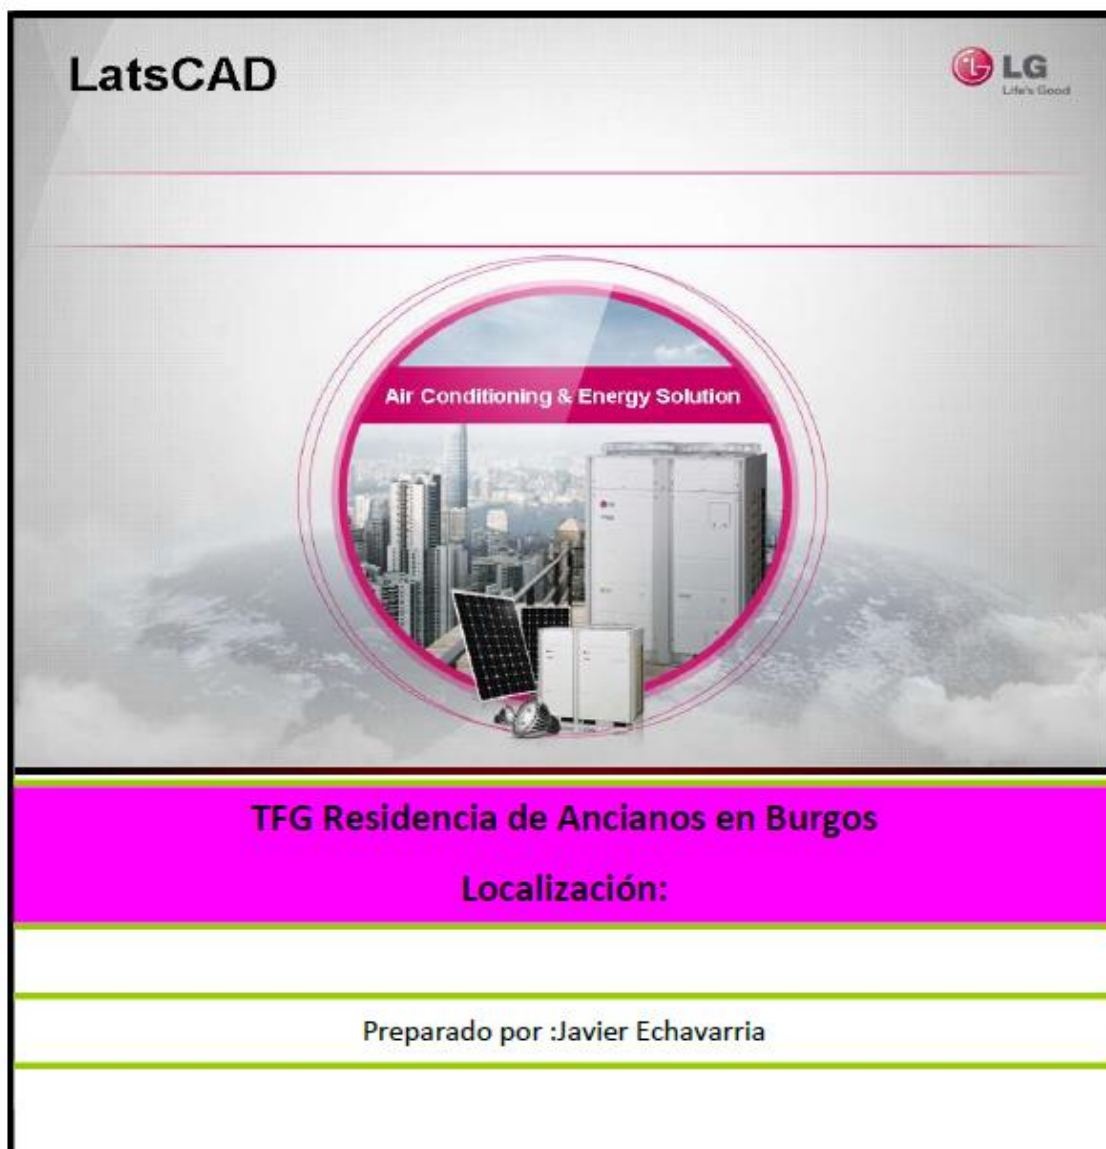 LatsCAD
LG
Life's Good
Air Conditioning & Energy Solution
TFG Residencia de Ancianos en Burgos
Localización:
Preparado por :Javier Echavarria